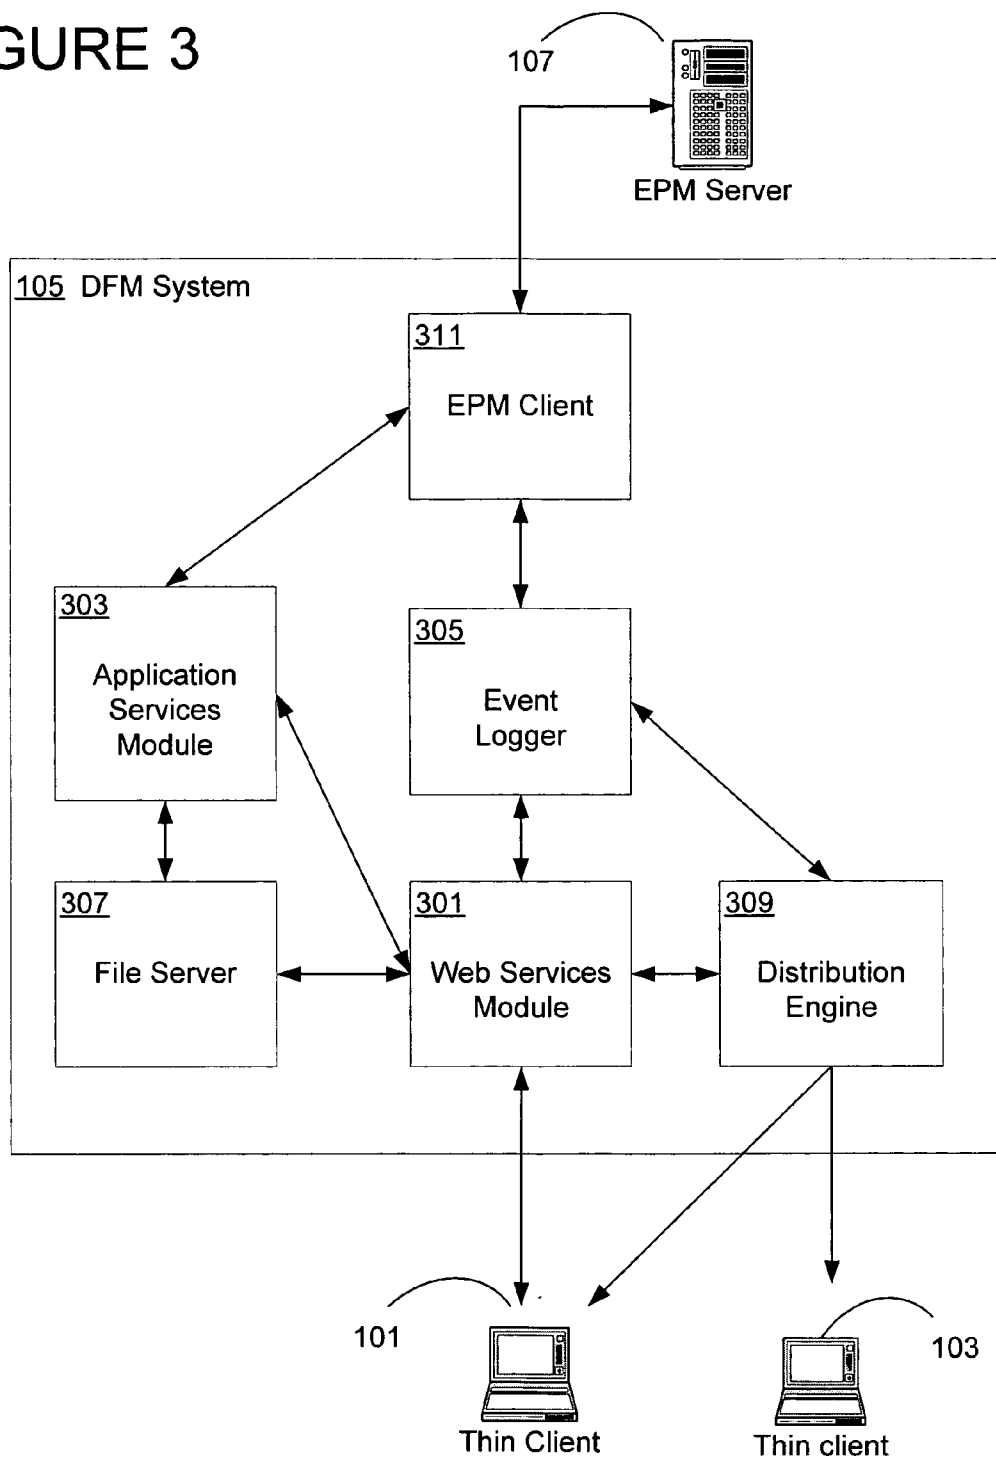 GURE 3
107
EPM Server
105 DFM System
311
EPM Client
303
Application
Services
Module
305
Event
Logger
307
File Server
301
Web Services
Module
309
Distribution
Engine
101
103
Thin Client
Thin client